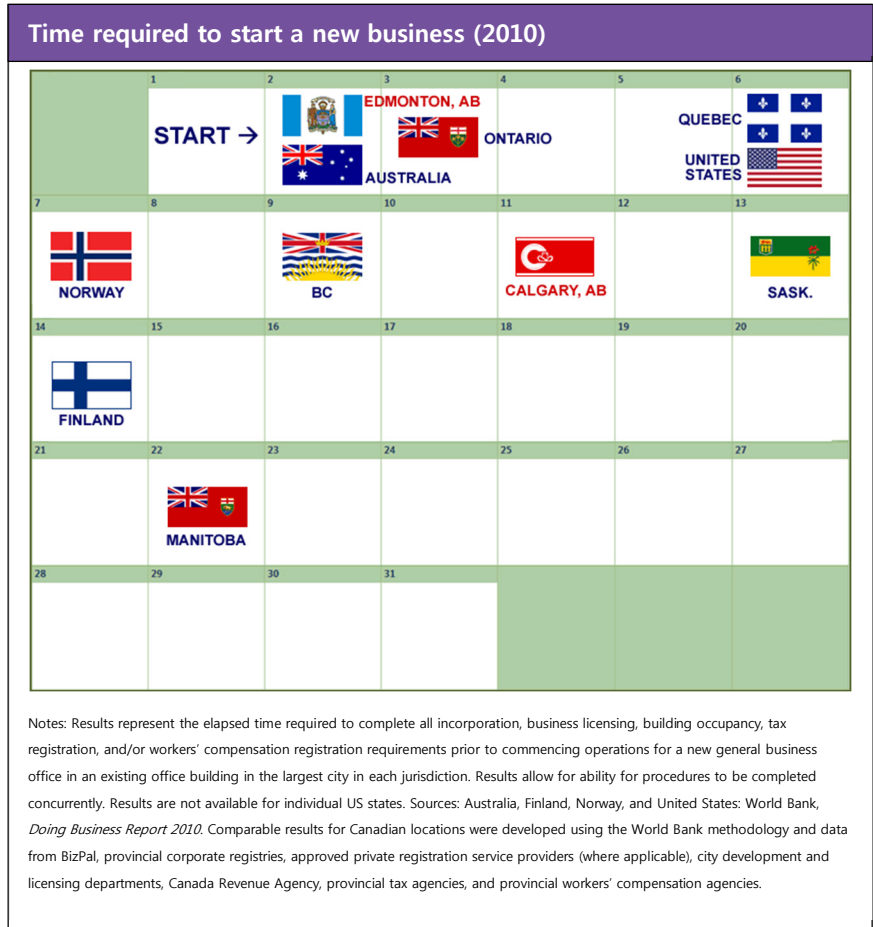 Time required to start a new business (2010)
1 2 3 4 5 6
START →
EDMONTON, AB
ONTARIO
AUSTRALIA
QUEBEC
UNITED
STATES
7 8 9 10 11 12 13
NORWAY
BC
CALGARY, AB
SASK.
14 15 16 17 18 19 20
FINLAND
21 22 23 24 25 26 27
MANITOBA
28 29 30 31
Notes: Results represent the elapsed time required to complete all incorporation, business licensing, building occupancy, tax
registration, and/or workers' compensation registration requirements prior to commencing operations for a new general business
office in an existing office building in the largest city in each jurisdiction. Results allow for ability for procedures to be completed
concurrently. Results are not available for individual US states. Sources: Australia, Finland, Norway, and United States: World Bank,
Doing Business Report 2010. Comparable results for Canadian locations were developed using the World Bank methodology and data
from BizPal, provincial corporate registries, approved private registration service providers (where applicable), city development and
licensing departments, Canada Revenue Agency, provincial tax agencies, and provincial workers' compensation agencies.